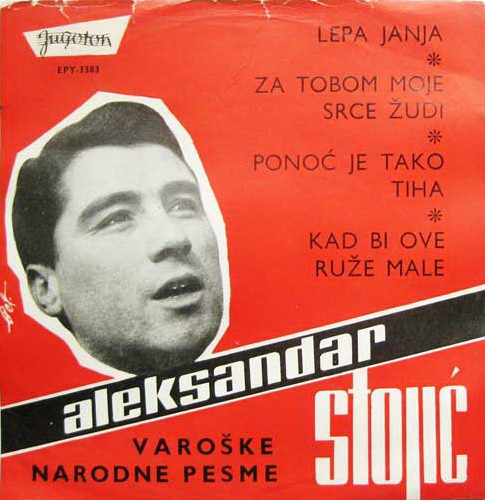 Jugoton
EPY-3383
LEPA JANJA
*
ZA TOBOM MOJE
SRCE ŽUDI
*
PONOĆ JE TAKO
TIHA
*
KAD BI OVE
RUŽE MALE
aleksandar
stojić
VAROŠKE
NARODNE PESME